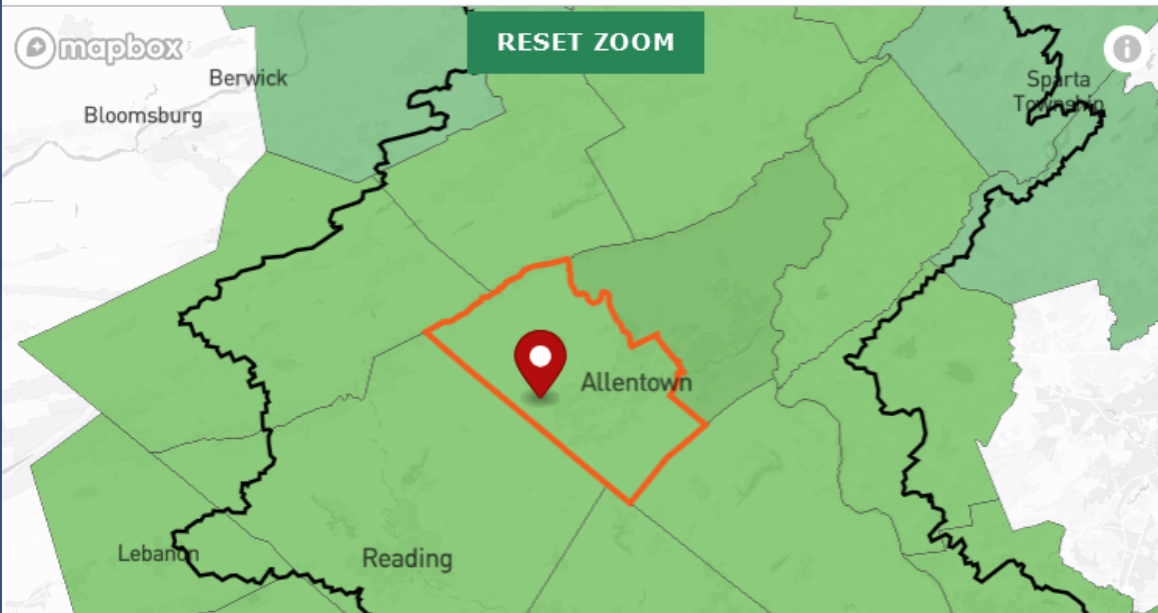 mapbox
RESET ZOOM
Berwick
Sparta
Township
Bloomsburg
Allentown
Lebanon
Reading